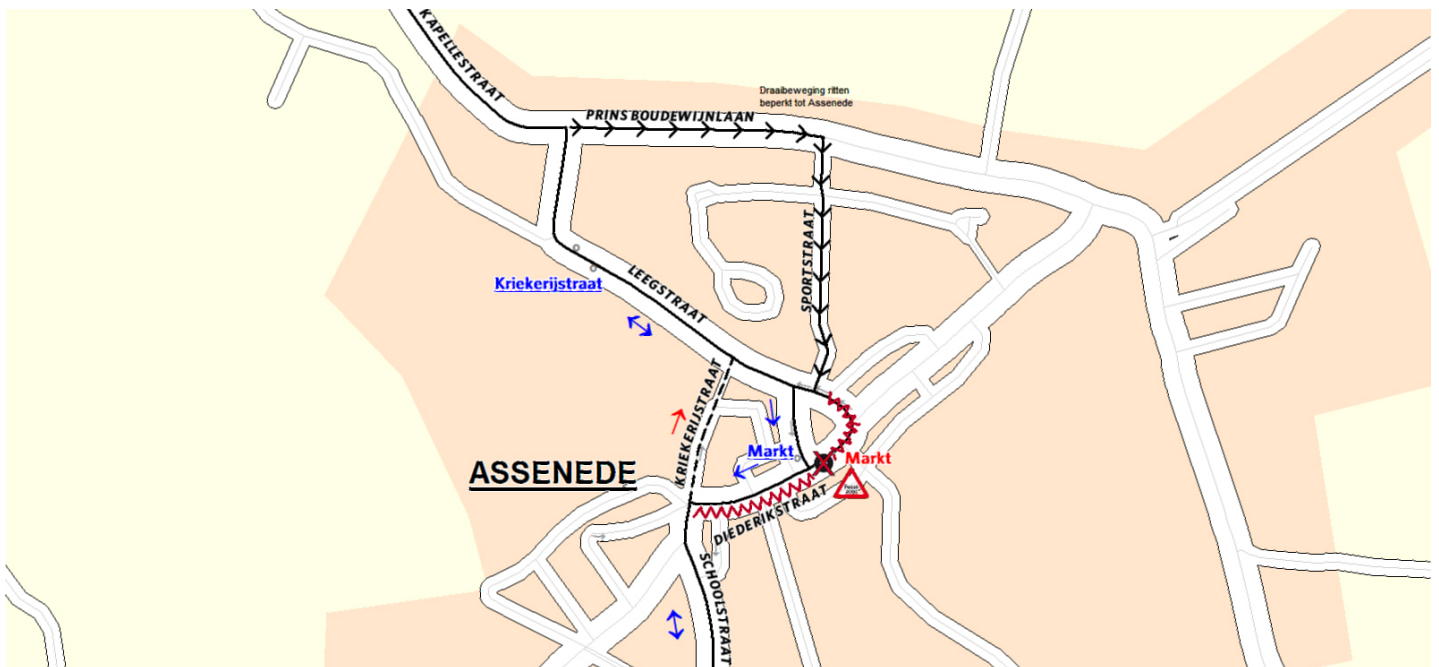 KAPELLESTRAAT
Draaibeweging ritten
beperkt tot Assenede
PRINS BOUDEWIJNLAAN
SPORTSTRAAT
LEEGSTRAAT
Kriekerijstraat
KRIEKERIJSTRAAT
Markt
Markt
ASSENEDE
DIEDERIKSTRAAT
SCHOOLSTRAAT